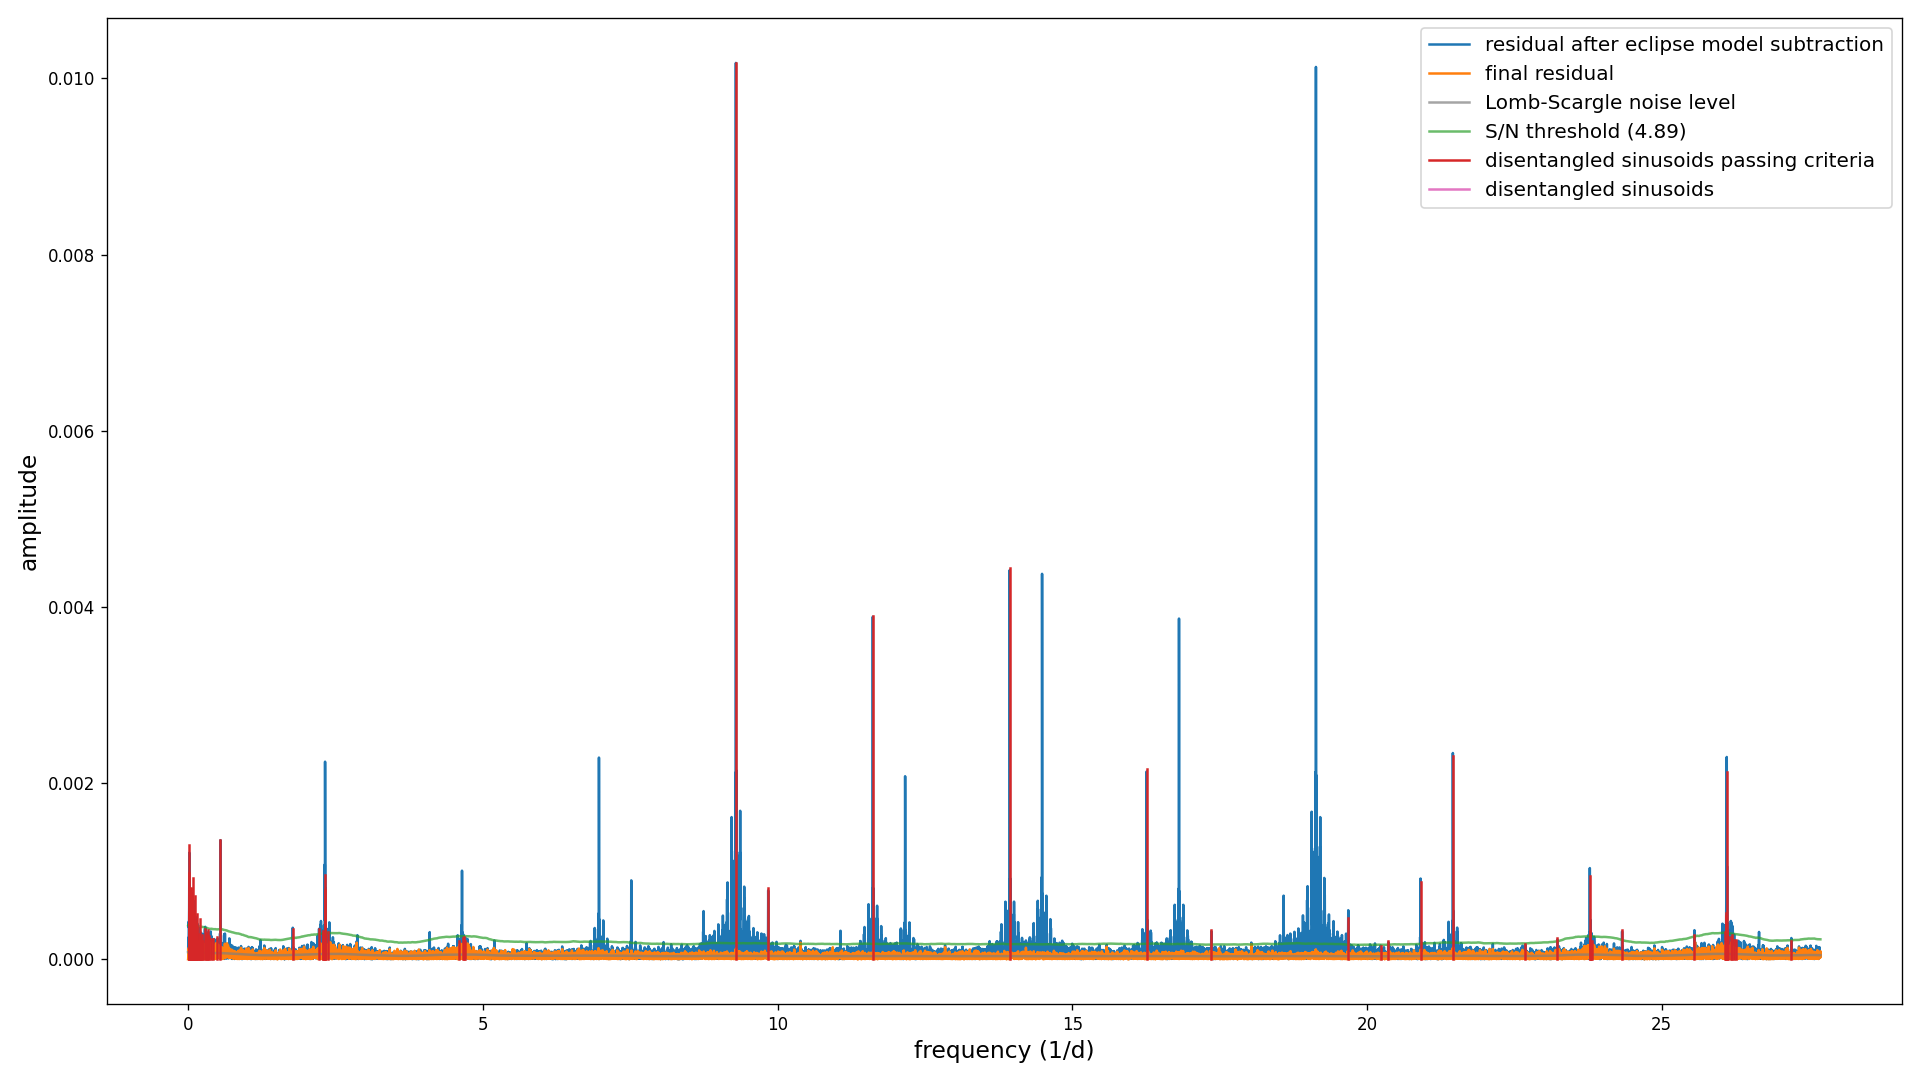 residual after eclipse model subtraction
final residual
Lomb-Scargle noise level
S/N threshold (4.89)
disentangled sinusoids passing criteria
disentangled sinusoids
amplitude
0.010
0.008
0.006
0.004
0.002
0.000
0 5 10 15 20 25
frequency (1/d)